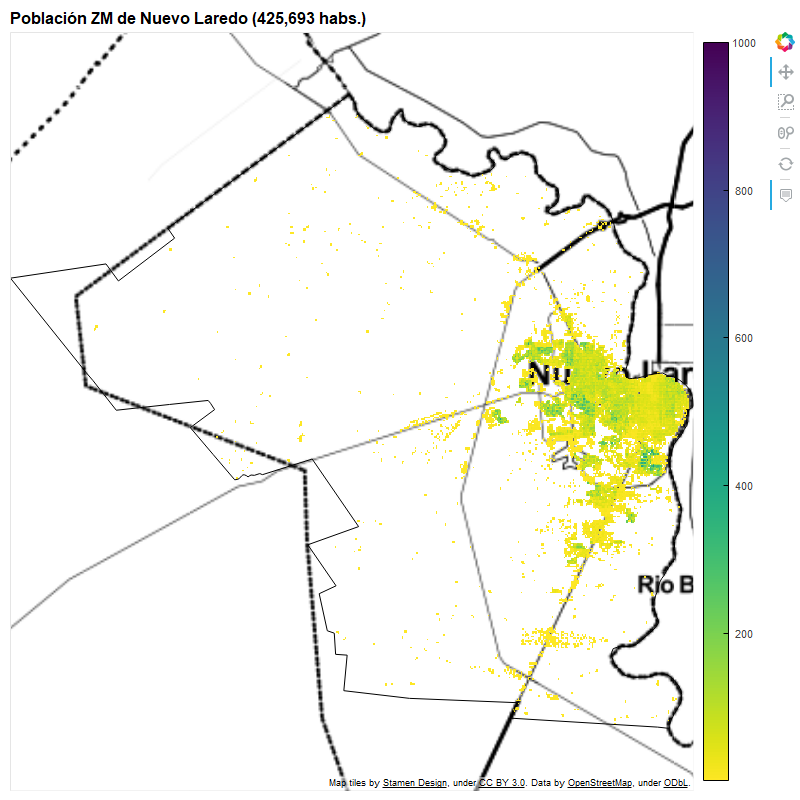 Población ZM de Nuevo Laredo (425,693 habs.)
1000
800
600
400
200
Rio B
Map tiles by Stamen Design, under CC BY 3.0. Data by OpenStreetMap, under ODbL.